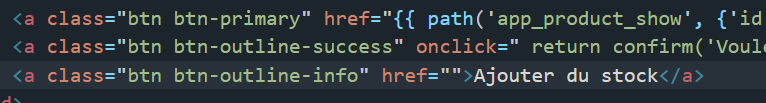 <a class="btn btn-primary" href="{{ path('app_product_show', {'id
<a class="btn btn-outline-success" onclick=" return confirm('Voul
<a class="btn btn-outline-info" href="">Ajouter du stock</a>
d>